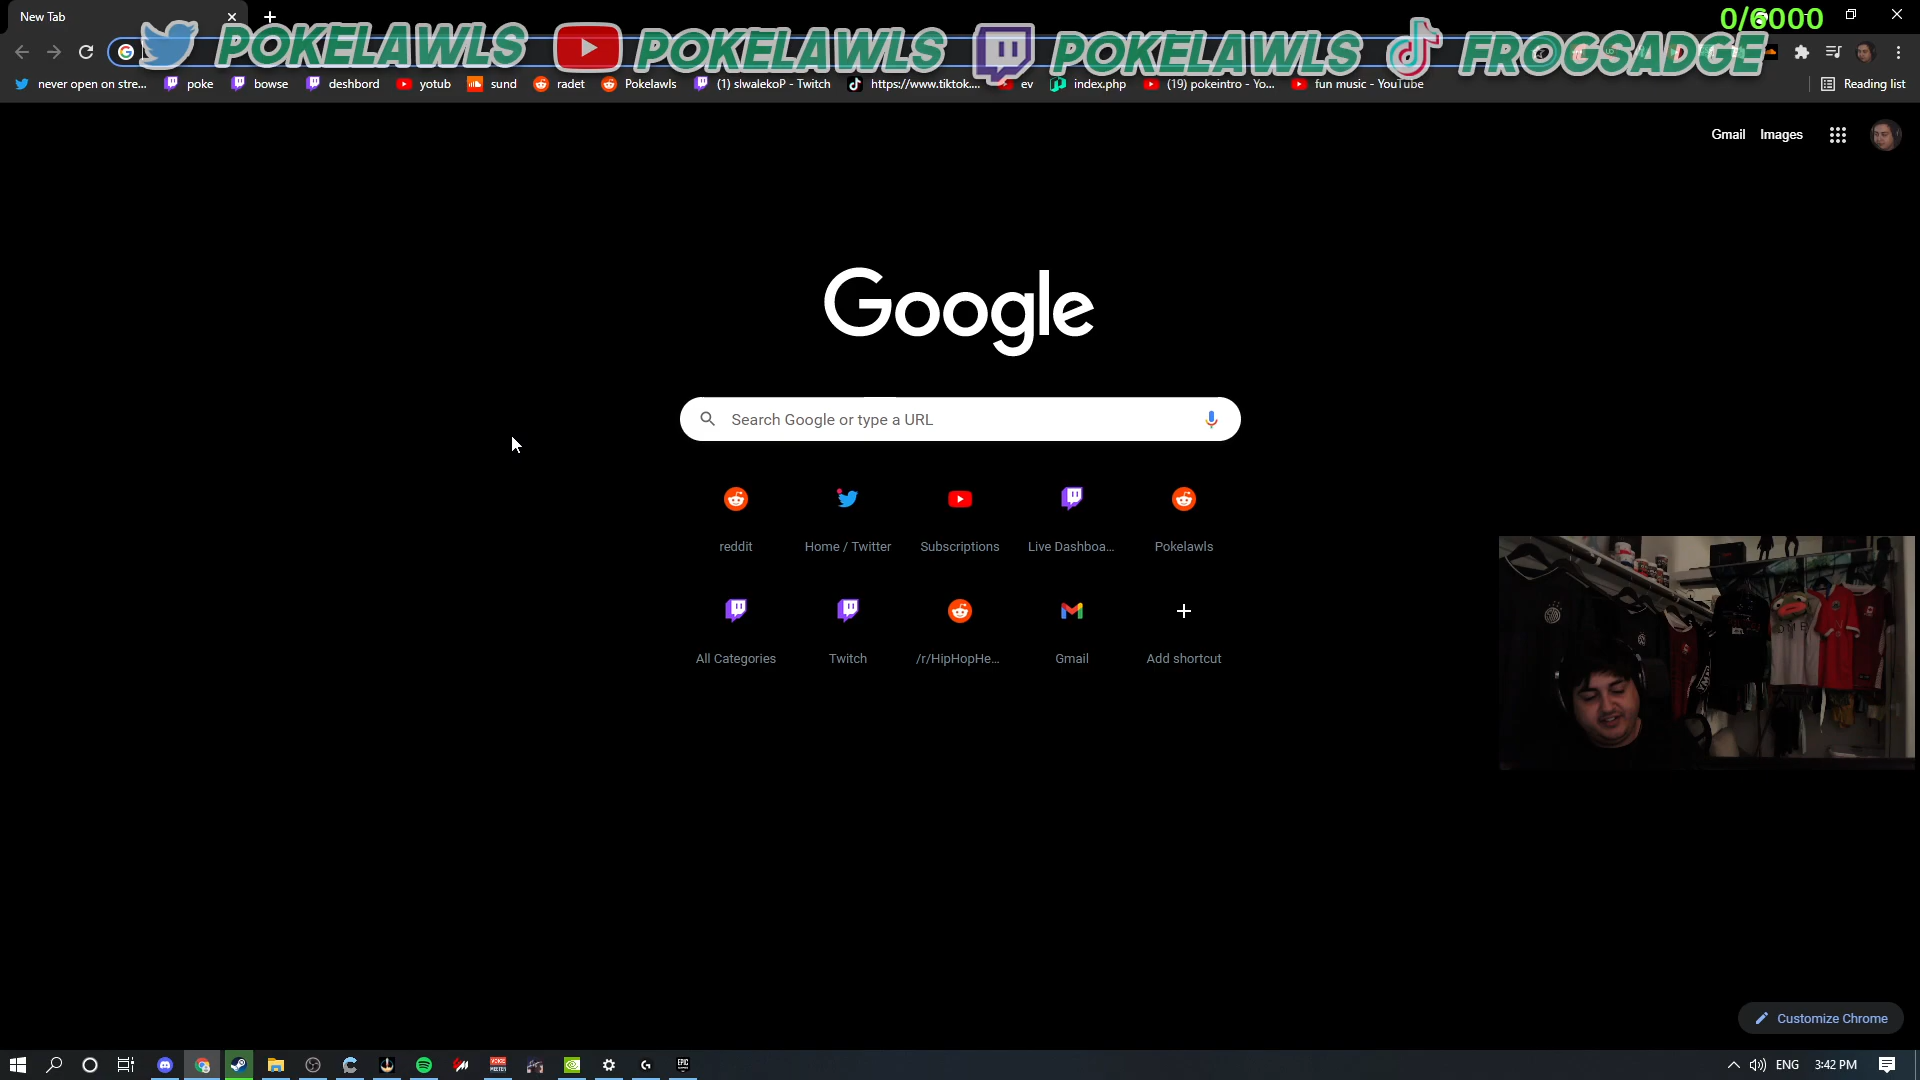 New Tab
0/6000
POKELAWLS POKELAWLS POKELAWLS FROGSADGE
never open on stre... poke bowse deshbord yotub sund radet Pokelawls (1) slwalekoP - Twitch https://www.tiktok.... ev index.php (19) pokeintro - Yo... fun music - YouTube Reading list
Gmail Images
Google
Search Google or type a URL
reddit Home / Twitter Subscriptions Live Dashboa... Pokelawls
All Categories Twitch /r/HipHopHe... Gmail Add shortcut
Customize Chrome
ENG 3:42 PM